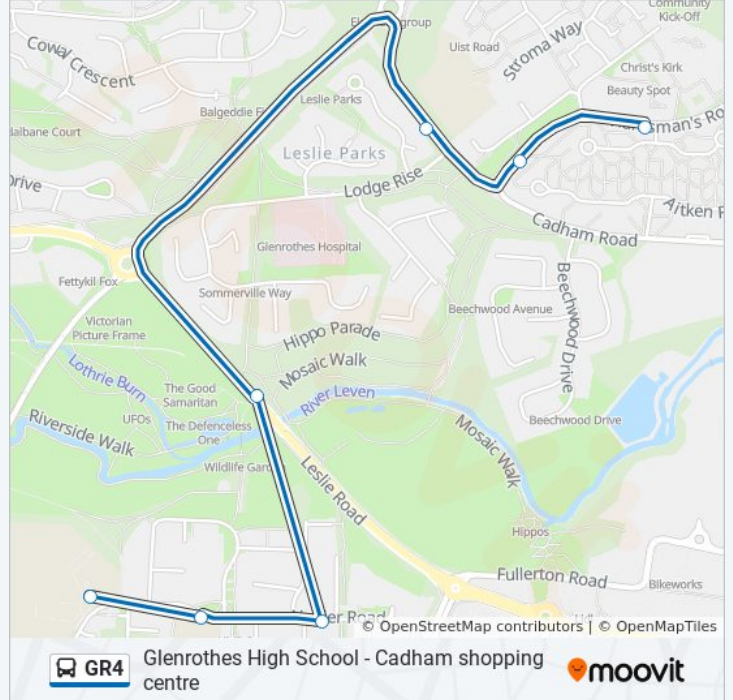 Community
Kick-Off
Cowal Crescent
Uist Road
Stroma Way
Christ's Kirk
Beauty Spot
Balgeddie
Leslie Parks
Leslie Parks
Lodge Rise
Aitken
Cadham Road
Glenrothes Hospital
Fettykil Fox
Sommerville Way
Beechwood Avenue
Beechwood Drive
Victorian
Picture Frame
Hippo Parade
Mosaic Walk
Lothrie Burn
The Good
Samaritan
River Leven
UFOs
The Defenceless
One
Riverside Walk
Mosaic Walk
Beechwood Drive
Wildlife
Leslie Road
Hippos
Fullerton Road
Bikeworks
Road
© OpenStreetMap contributors | © OpenMapTiles
GR4
Glenrothes High School - Cadham shopping
centre
moovit